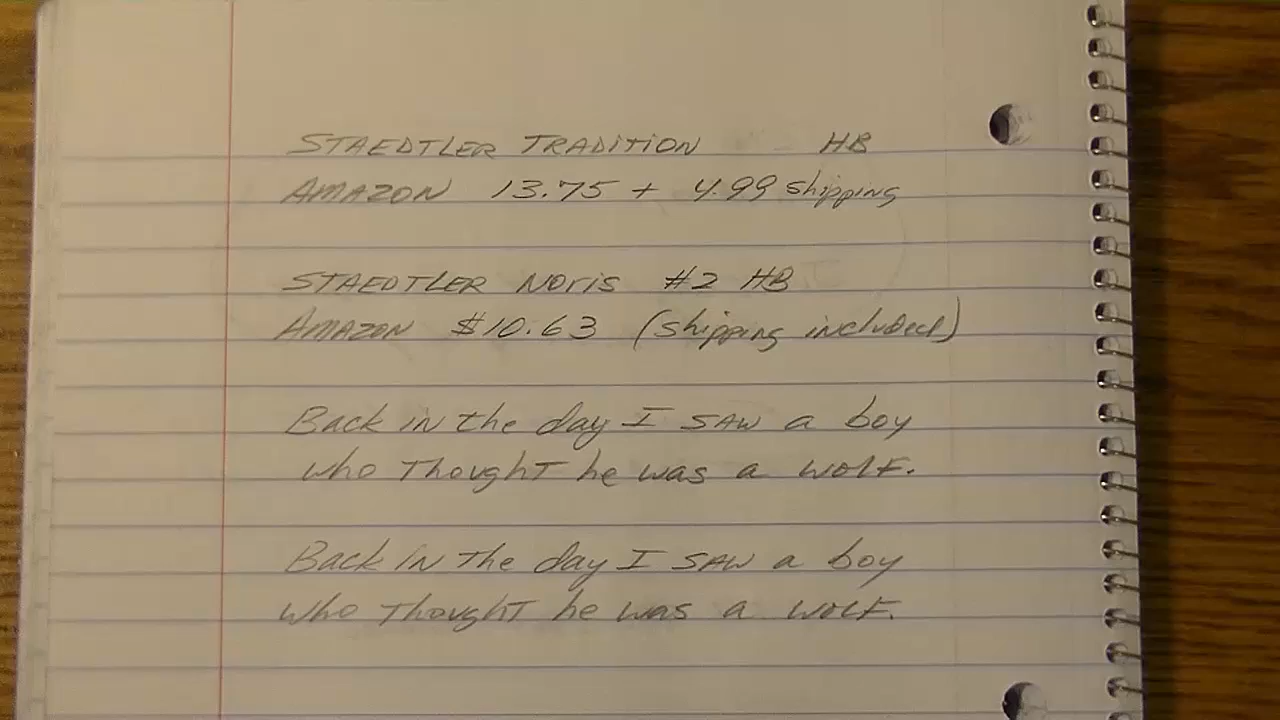 STAEDTLER TRADITION HB
AMAZON 13.75 + 4.99 shipping
STAEDTLER NORIS #2 HB
AMAZON $10.63 (shipping included)
Back in the day I SAW a boy
who Thought he was a WOLF.
Back in The day I SAW a boy
who Thought he was a WOLF.